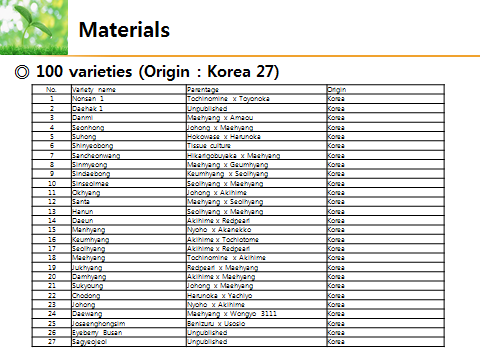 Materials
◎ 100 varieties (Origin : Korea 27)
No. Variety name Parentage Origin
1 Nonsan 1 Tochinomine x Toyonoka Korea
2 Daehak 1 Unpublished Korea
3 Danmi Maehyang x Amaou Korea
4 Seonhong Johong x Maehyang Korea
5 Suhong Hokowase x Harunoka Korea
6 Shinyeobong Tissue culture Korea
7 Sancheonwang Hikarigobuyaka x Maehyang Korea
8 Sinmyeong Maehyang x Geumhyang Korea
9 Sindaebong Keumhyang x Seolhyang Korea
10 Sinseolmae Seolhyang x Maehyang Korea
11 Okhyang Johong x Akihime Korea
12 Santa Maehyang x Seolhyang Korea
13 Hanun Seolhyang x Maehyang Korea
14 Daeun Akihime x Redpearl Korea
15 Manhyang Nyoho x Akanekko Korea
16 Keumhyang Akihime x Tochiotome Korea
17 Seolhyang Akihime x Redpearl Korea
18 Maehyang Tochinomine x Akihime Korea
19 Jukhyang Redpearl x Maehyang Korea
20 Damhyang Akihime x Maehyang Korea
21 Sukyoung Johong x Maehyang Korea
22 Chodong Harunoka x Yachiyo Korea
23 Johong Nyoho x Akihime Korea
24 Daewang Maehyang x Wongyo 3111 Korea
25 Josaenghongsim Benizuru x Usosio Korea
26 Eyeberry Busan Unpublished Korea
27 Sagyejeol Unpublished Korea